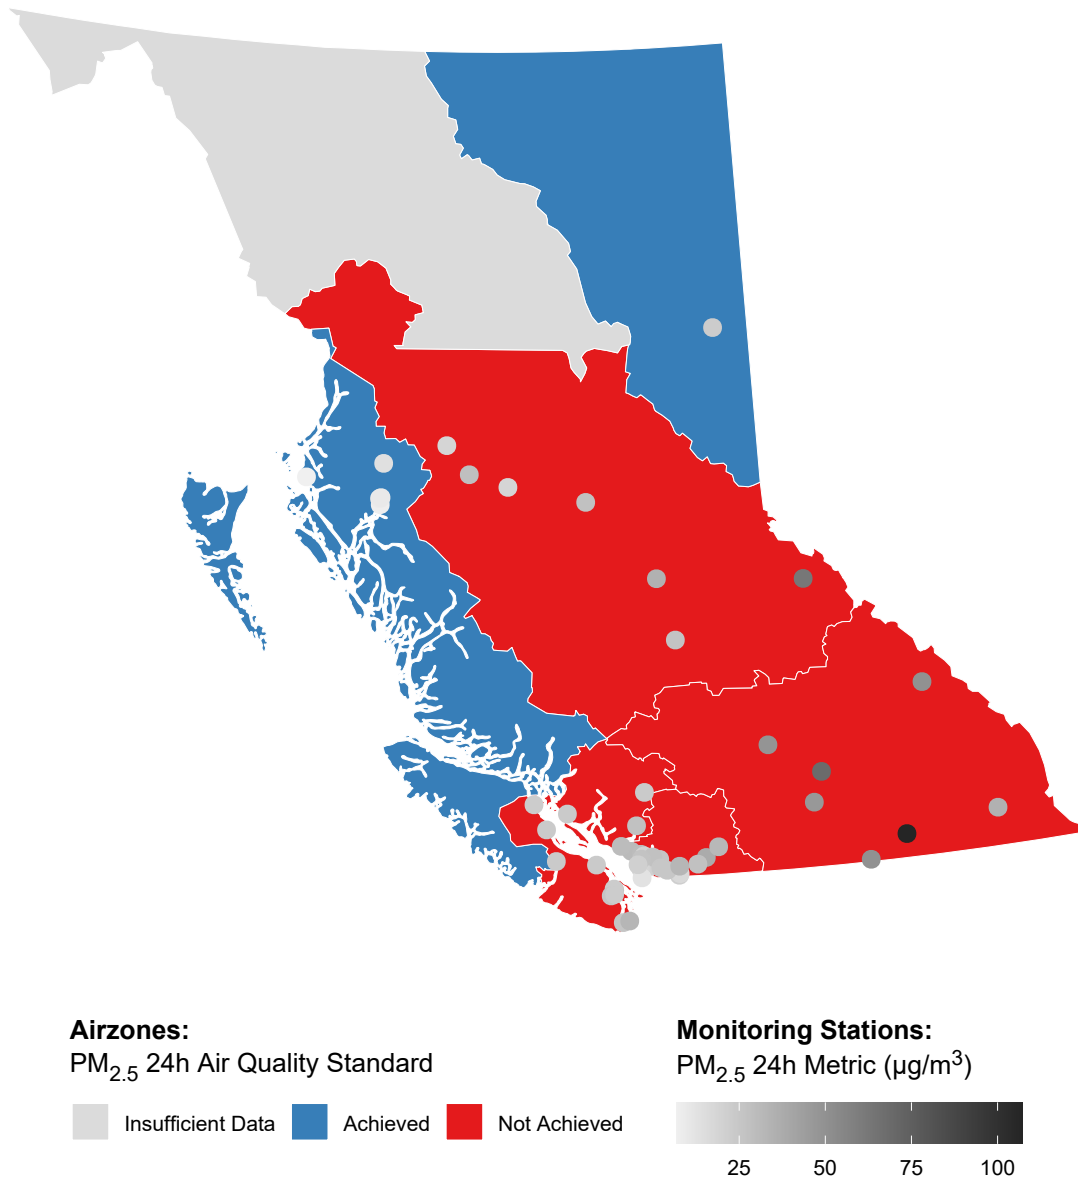 Airzones:
PM2.5 24h Air Quality Standard
Insufficient Data Achieved Not Achieved
Monitoring Stations:
PM2.5 24h Metric (µg/m³)
25 50 75 100